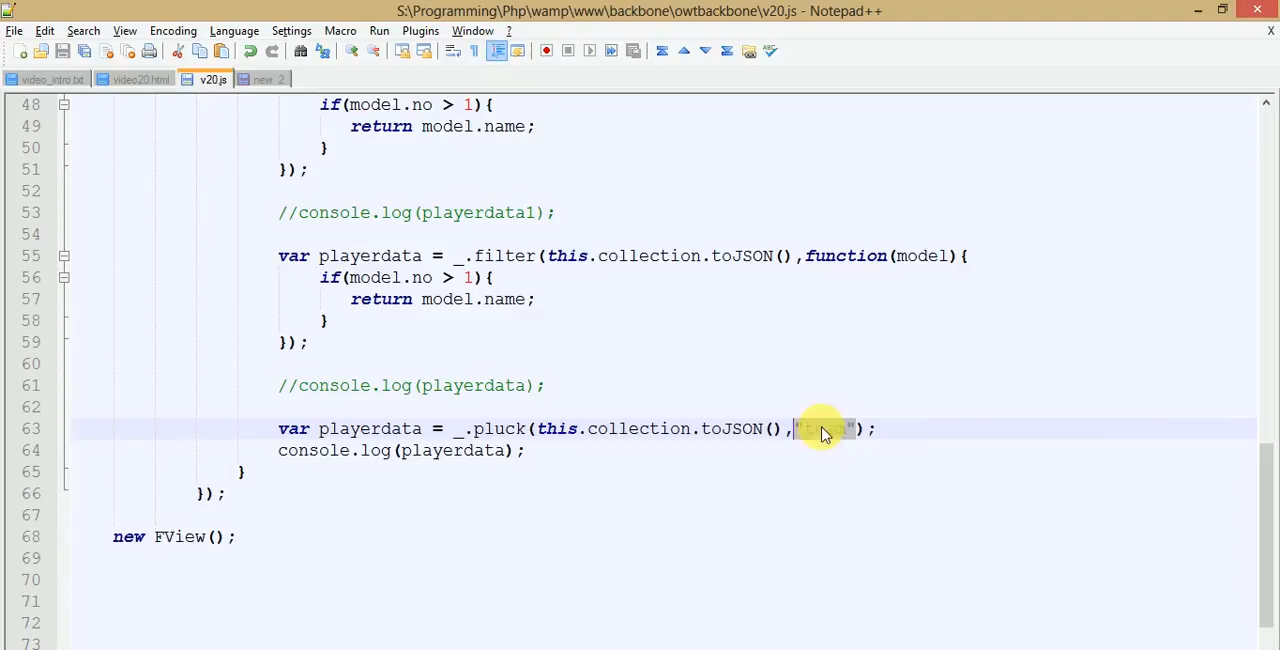 S:\Programming\Php\wamp\www\backbone\owtbackbone\v20.js - Notepad++
File Edit Search View Encoding Language Settings Macro Run Plugins Window ? X
video_intro.txt video20.html v20.js new 2
48 if(model.no > 1){
49 return model.name;
50 }
51 });
52
53 //console.log(playerdata1);
54
55 var playerdata = _.filter(this.collection.toJSON(),function(model){
56 if(model.no > 1){
57 return model.name;
58 }
59 });
60
61 //console.log(playerdata);
62
63 var playerdata = _.pluck(this.collection.toJSON(),);
64 console.log(playerdata);
65 }
66 });
67
68 new FView();
69
70
71
72
73